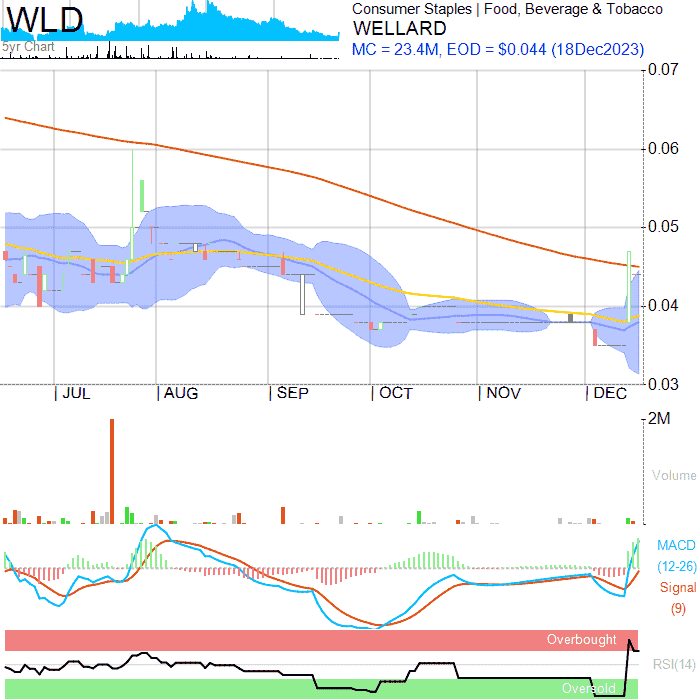 WLD
5yr Chart
Consumer Staples | Food, Beverage & Tobacco
WELLARD
MC = 23.4M, EOD = $0.044 (18Dec2023)
0.07
0.06
0.05
0.04
0.03
JUL AUG SEP OCT NOV DEC
2M
Volume
MACD
(12-26)
Signal
(9)
Overbought
RSI(14)
Oversold